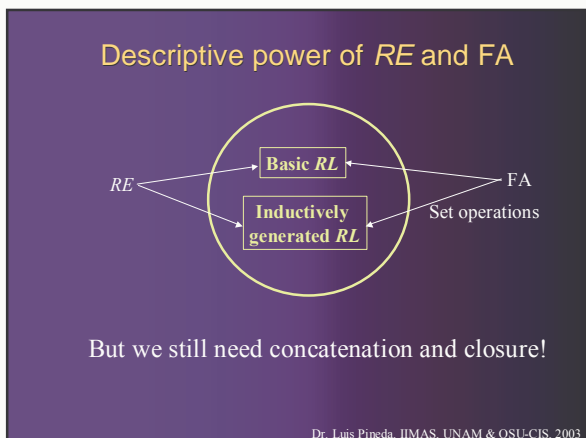 Descriptive power of RE and FA
Basic RL
RE
FA
Inductively
generated RL
Set operations
But we still need concatenation and closure!
Dr. Luis Pineda, IIMAS, UNAM & OSU-CIS, 2003